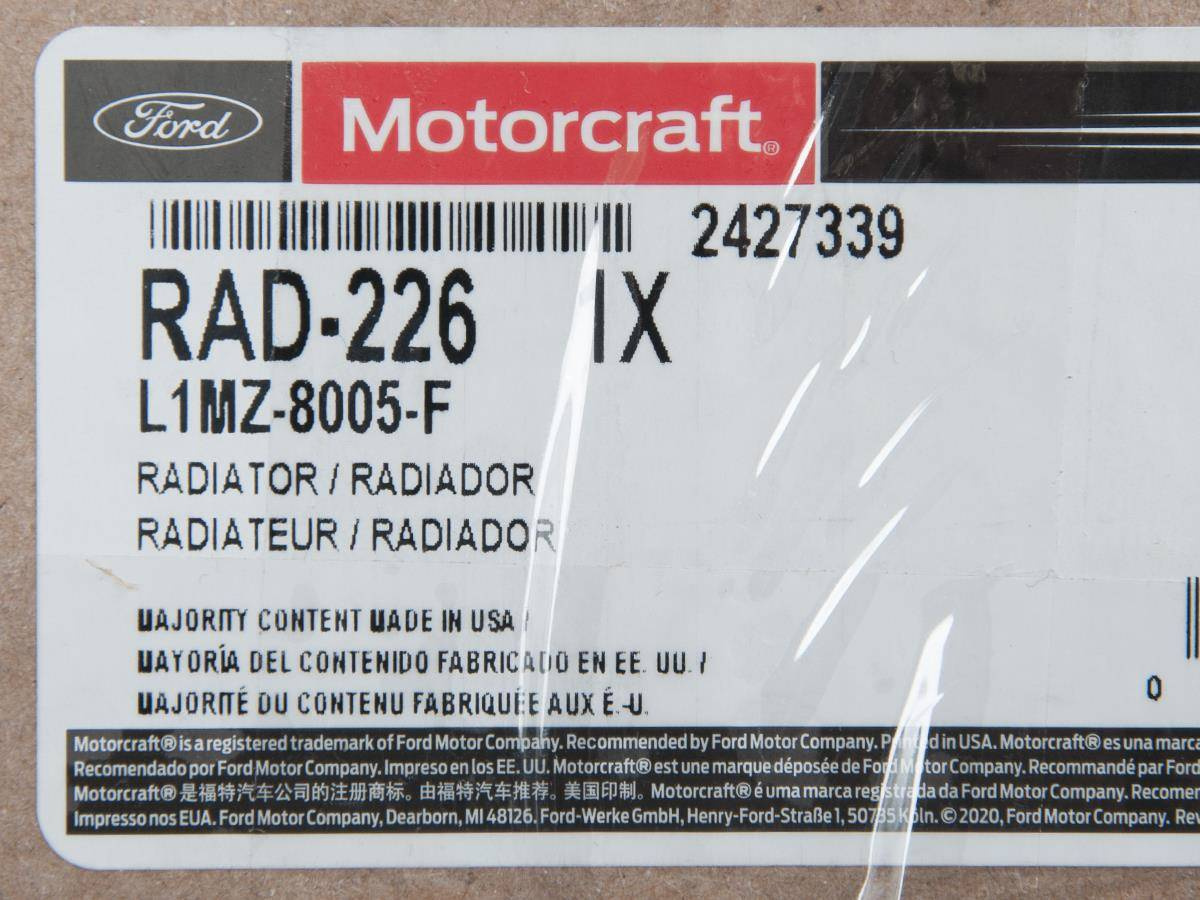 Ford Motorcraft®
2427339
RAD-226 IX
L1MZ-8005-F
RADIATOR / RADIADOR
RADIATEUR / RADIADOR
MAJORITY CONTENT MADE IN USA /
MAYORÍA DEL CONTENIDO FABRICADO EN EE. UU. /
MAJORITÉ DU CONTENU FABRIQUÉE AUX É.-U.
0
Motorcraft® is a registered trademark of Ford Motor Company. Recommended by Ford Motor Company. Printed in USA. Motorcraft® es una marca
Recomendado por Ford Motor Company. Impreso en los EE. UU. Motorcraft® est une marque déposée de Ford Motor Company. Recommandé par Ford
Motorcraft® 是福特汽车公司的注册商标。由福特汽车推荐。美国印制。 Motorcraft® é uma marca registrada da Ford Motor Company. Recomen
Impresso nos EUA. Ford Motor Company, Dearborn, MI 48126. Ford-Werke GmbH, Henry-Ford-Straße 1, 50735 Köln. © 2020, Ford Motor Company. Rev